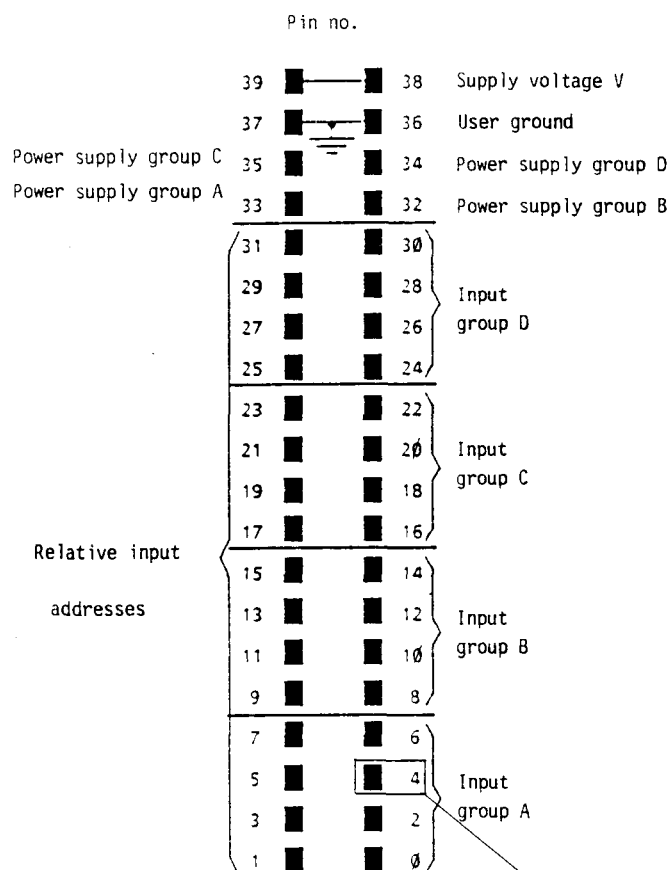 Pin no.
39 38 Supply voltage V
37 36 User ground
Power supply group C 35 34 Power supply group D
Power supply group A 33 32 Power supply group B
31 30
29 28 Input
27 26 group D
25 24
23 22
21 20 Input
19 18 group C
17 16
Relative input
addresses
15 14
13 12 Input
11 10 group B
9 8
7 6
5 4 Input
3 2 group A
1 0